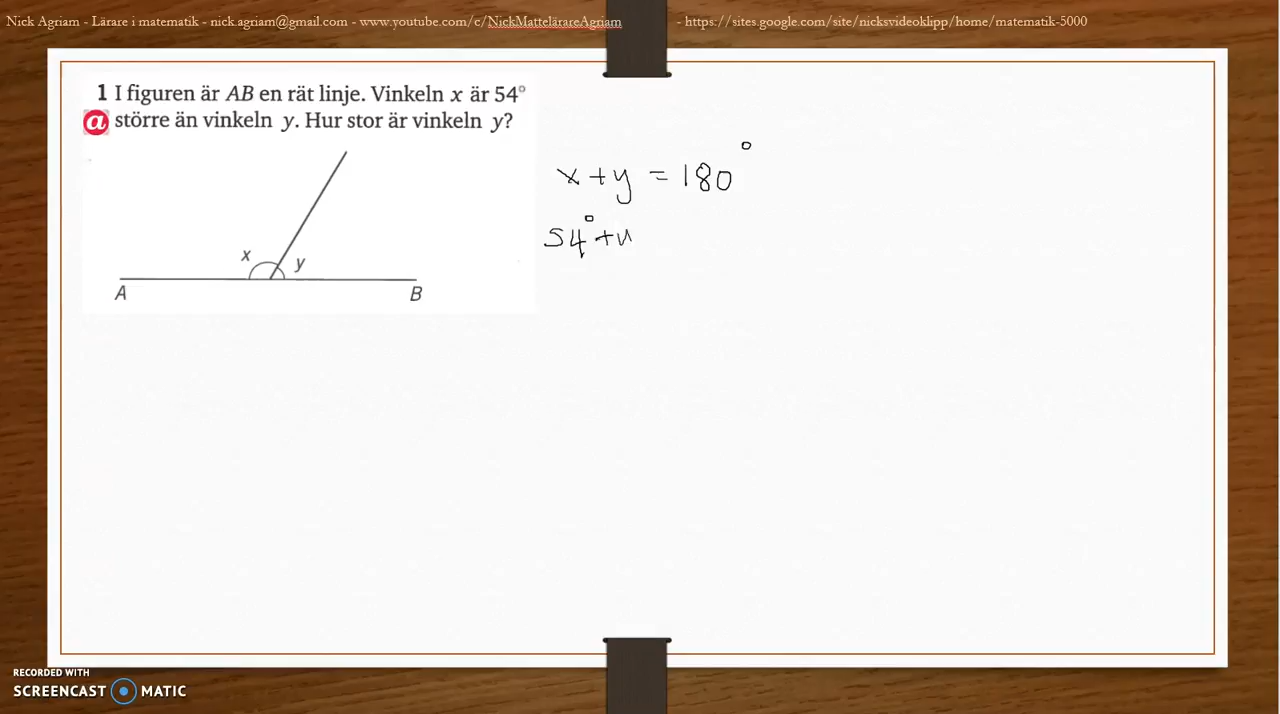 Nick Agriam - Lärare i matematik - nick.agriam@gmail.com - www.youtube.com/c/NickMattelärareAgriam - https://sites.google.com/site/nicksvideoklipp/home/matematik-5000
1 I figuren är AB en rät linje. Vinkeln x är 54°
a större än vinkeln y. Hur stor är vinkeln y?
x + y = 180°
54° +
x
y
A
B
RECORDED WITH
SCREENCAST MATIC